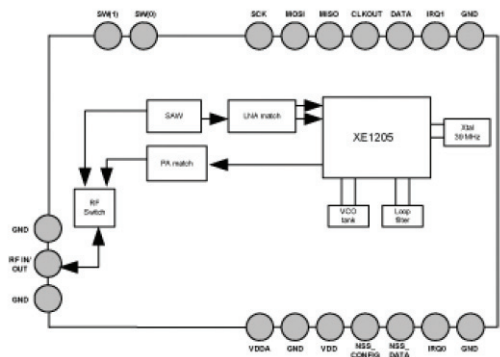 SW(1) SW(0) SCK MOSI MISO CLKOUT DATA IRQ1 GND
SAW
LNA match
XE1205
Xtal
39 MHz
PA match
RF
Switch
VCO
tank
Loop
filter
GND
RF IN/
OUT
GND
VDDA GND VDD NSS_
CONFIG NSS_
DATA IRQ0 GND